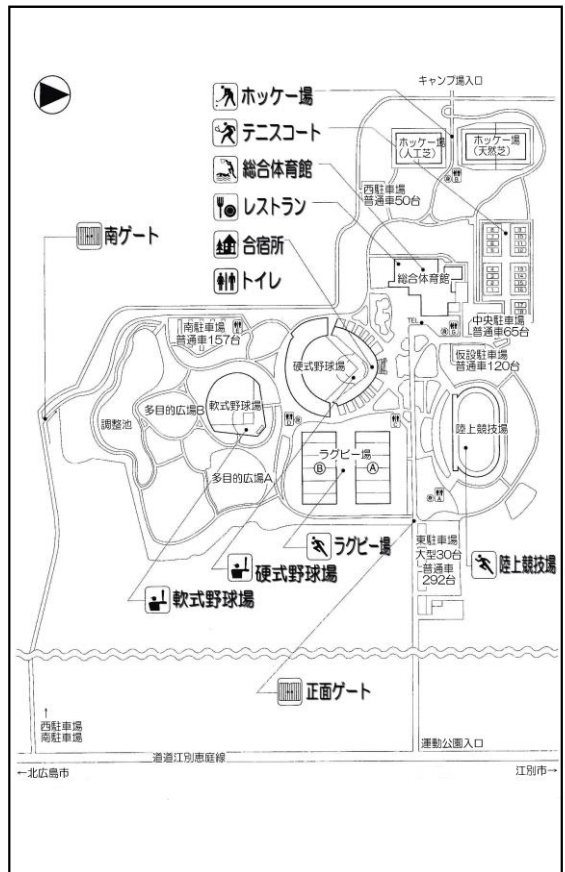 キャンプ場入口
ホッケー場
テニスコート
総合体育館
レストラン
合宿所
トイレ
ホッケー場
(人工芝)
ホッケー場
(天然芝)
西駐車場
普通車50台
南ゲート
総合体育館
TEL
中央駐車場
普通車65台
仮設駐車場
普通車120台
南駐車場
普通車157台
硬式野球場
軟式野球場
多目的広場B
調整池
多目的広場A
ラグビー場
Ⓑ
Ⓐ
陸上競技場
東駐車場
大型30台
普通車
292台
ラグビー場
硬式野球場
軟式野球場
陸上競技場
正面ゲート
↑
西駐車場
南駐車場
運動公園入口
道道江別恵庭線
←北広島市
江別市→